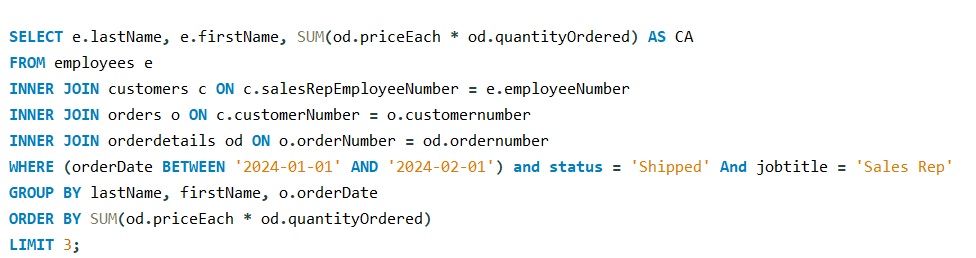 SELECT e.lastName, e.firstName, SUM(od.priceEach * od.quantityOrdered) AS CA
FROM employees e
INNER JOIN customers c ON c.salesRepEmployeeNumber = e.employeeNumber
INNER JOIN orders o ON c.customerNumber = o.customernumber
INNER JOIN orderdetails od ON o.orderNumber = od.ordernumber
WHERE (orderDate BETWEEN '2024-01-01' AND '2024-02-01') and status = 'Shipped' And jobtitle = 'Sales Rep'
GROUP BY lastName, firstName, o.orderDate
ORDER BY SUM(od.priceEach * od.quantityOrdered)
LIMIT 3;